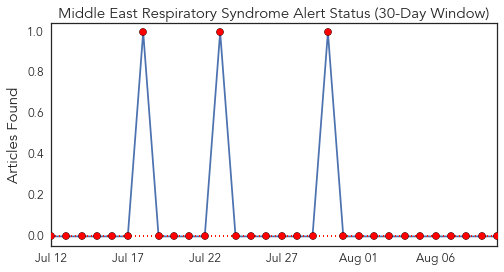 Middle East Respiratory Syndrome Alert Status (30-Day Window)
Articles Found
1.0
0.8
0.6
0.4
0.2
0.0
Jul 12 Jul 17 Jul 22 Jul 27 Aug 01 Aug 06